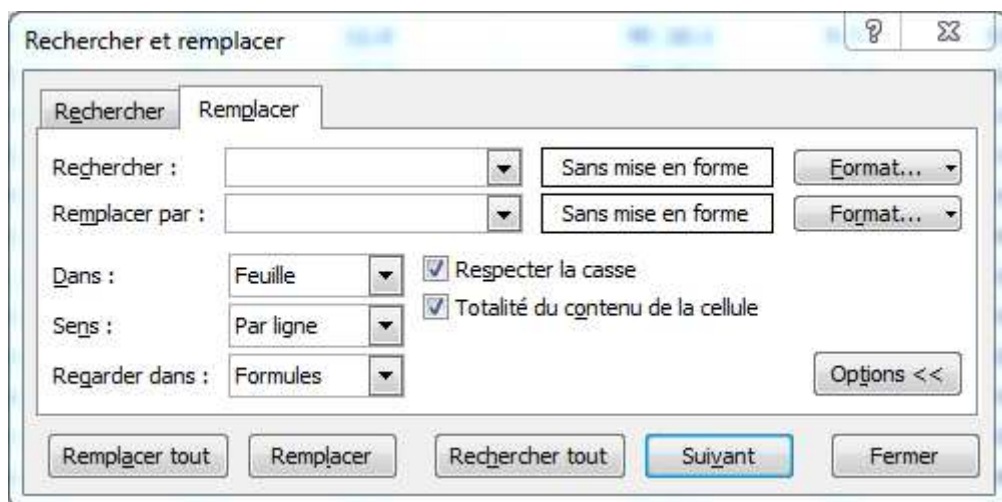 Rechercher et remplacer
Rechercher Remplacer
Rechercher : Sans mise en forme Format...
Remplacer par : Sans mise en forme Format...
Dans : Feuille Respecter la casse
Sens : Par ligne Totalité du contenu de la cellule
Regarder dans : Formules Options <<
Remplacer tout Remplacer Rechercher tout Suivant Fermer